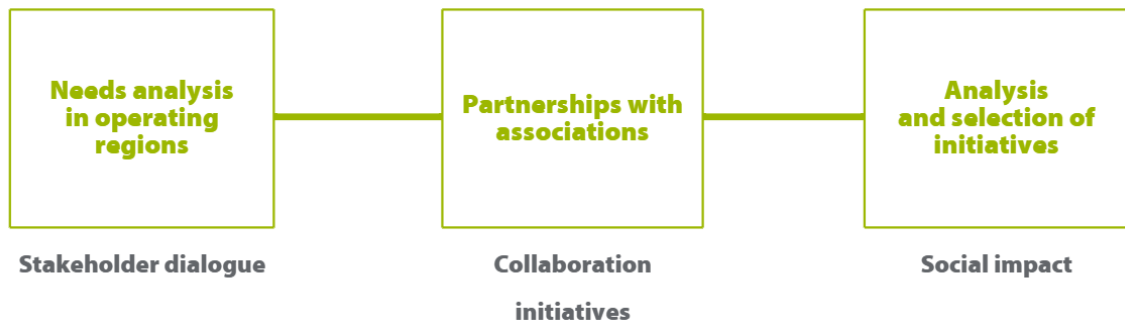 Needs analysis
in operating
regions
Partnerships with
associations
Analysis
and selection of
initiatives
Stakeholder dialogue
Collaboration
initiatives
Social impact